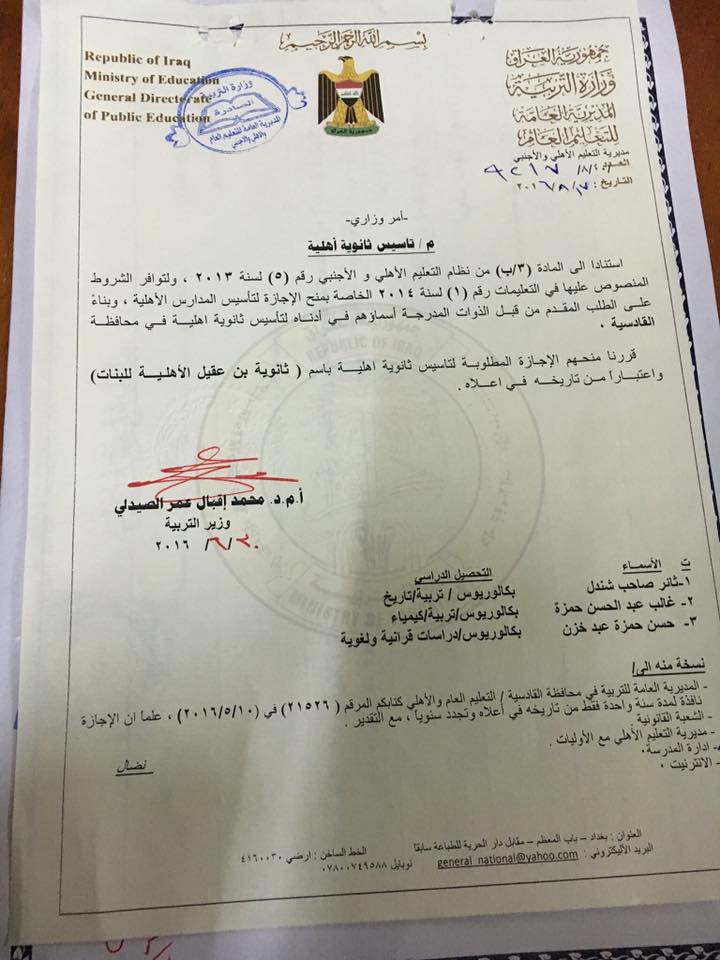 بسم الله الرحمن الرحيم
Republic of Iraq
Ministry of Education
General Directorate
of Public Education
جمهورية العراق
وزارة التربية
المديرية العامة
للتعليم العام
مديرية التعليم الأهلي والأجنبي
العدد
التاريخ: ٢٠١٦/٨/١٧
وزارة التربية
الصادرة
المديرية العامة للتعليم العام
والاهلي والاجنبي
جمهورية العراق
-أمر وزاري-
م / تأسيس ثانوية أهلية
استنادا الى المادة (٣/ب) من نظام التعليم الأهلي و الأجنبي رقم (٥) لسنة ٢٠١٣ ، ولتوافر الشروط
المنصوص عليها في التعليمات رقم (١) لسنة ٢٠١٤ الخاصة بمنح الإجازة لتأسيس المدارس الأهلية ، وبناءً
على الطلب المقدم من قبل الذوات المدرجة أسماؤهم في أدناه لتأسيس ثانوية اهلية في محافظة
القادسية .
قررنا منحهم الإجازة المطلوبة لتاسيس ثانوية اهلية باسم ( ثانوية بن عقيل الأهلية للبنات)
واعتباراً من تاريخه في اعلاه .
أ.م.د. محمد إقبال عمر الصيدلي
وزير التربية
٢٠١٦ /٦/٣٠
ت الأسماء التحصيل الدراسي
١-ثائر صاحب شندل بكالوريوس / تربية/تاريخ
٢- غالب عبد الحسن حمزة بكالوريوس/تربية/كيمياء
٣- حسن حمزة عبد خزن بكالوريوس/دراسات قرانية ولغوية
نسخة منه الى/
- المديرية العامة للتربية في محافظة القادسية / التعليم العام والأهلي كتابكم المرقم ( ٢١٥٢٦) في (٢٠١٦/٥/١٠) ، علماً ان الإجازة
نافذة لمدة سنة واحدة فقط من تاريخه في أعلاه وتجدد سنوياً ، مع التقدير .
- الشعبة القانونية
- مديرية التعليم الأهلي مع الأوليات .
- ادارة المدرسة.
- الانترنيت .
نضال
العنوان : بغداد – باب المعظم – مقابل دار الحرية للطباعة سابقاً
البريد الأليكتروني : general_national@yahoo.com
الخط الساخن : ارضي ٤١٦٠٠٣٠
نوبايل ٠٧٨٠٠٧٤٩٥٨٨